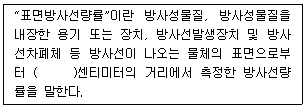 “표면방사선량률”이란 방사성물질, 방사성물질을
내장한 용기 또는 장치, 방사선발생장치 및 방사
선차폐체 등 방사선이 나오는 물체의 표면으로부
터 (      )센티미터의 거리에서 측정한 방사선량
률을 말한다.